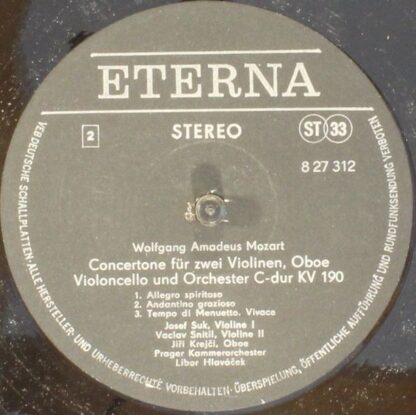 ETERNA
2
STEREO
ST 33
8 27 312
Wolfgang Amadeus Mozart
Concertone für zwei Violinen, Oboe
Violoncello und Orchester C-dur KV 190
1. Allegro spiritoso
2. Andantino grazioso
3. Tempo di Menuetto. Vivace
Josef Suk, Violine I
Vaclav Snitil, Violine II
Jiří Krejči, Oboe
Prager Kammerorchester
Libor Hlaváček
VEB DEUTSCHE SCHALLPLATTEN · ALLE HERSTELLER- UND URHEBERRECHTE VORBEHALTEN · ÜBERSPIELUNG, ÖFFENTLICHE AUFFÜHRUNG UND RUNDFUNKSENDUNG VERBOTEN